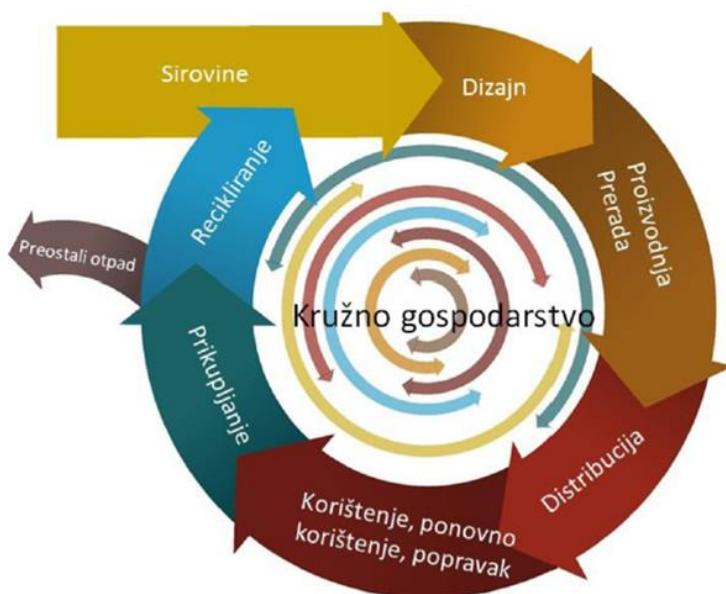 Sirovine
Dizajn
Proizvodnja
Prerada
Distribucija
Korištenje, ponovno
korištenje, popravak
Prikupljanje
Recikliranje
Preostali otpad
Kružno gospodarstvo